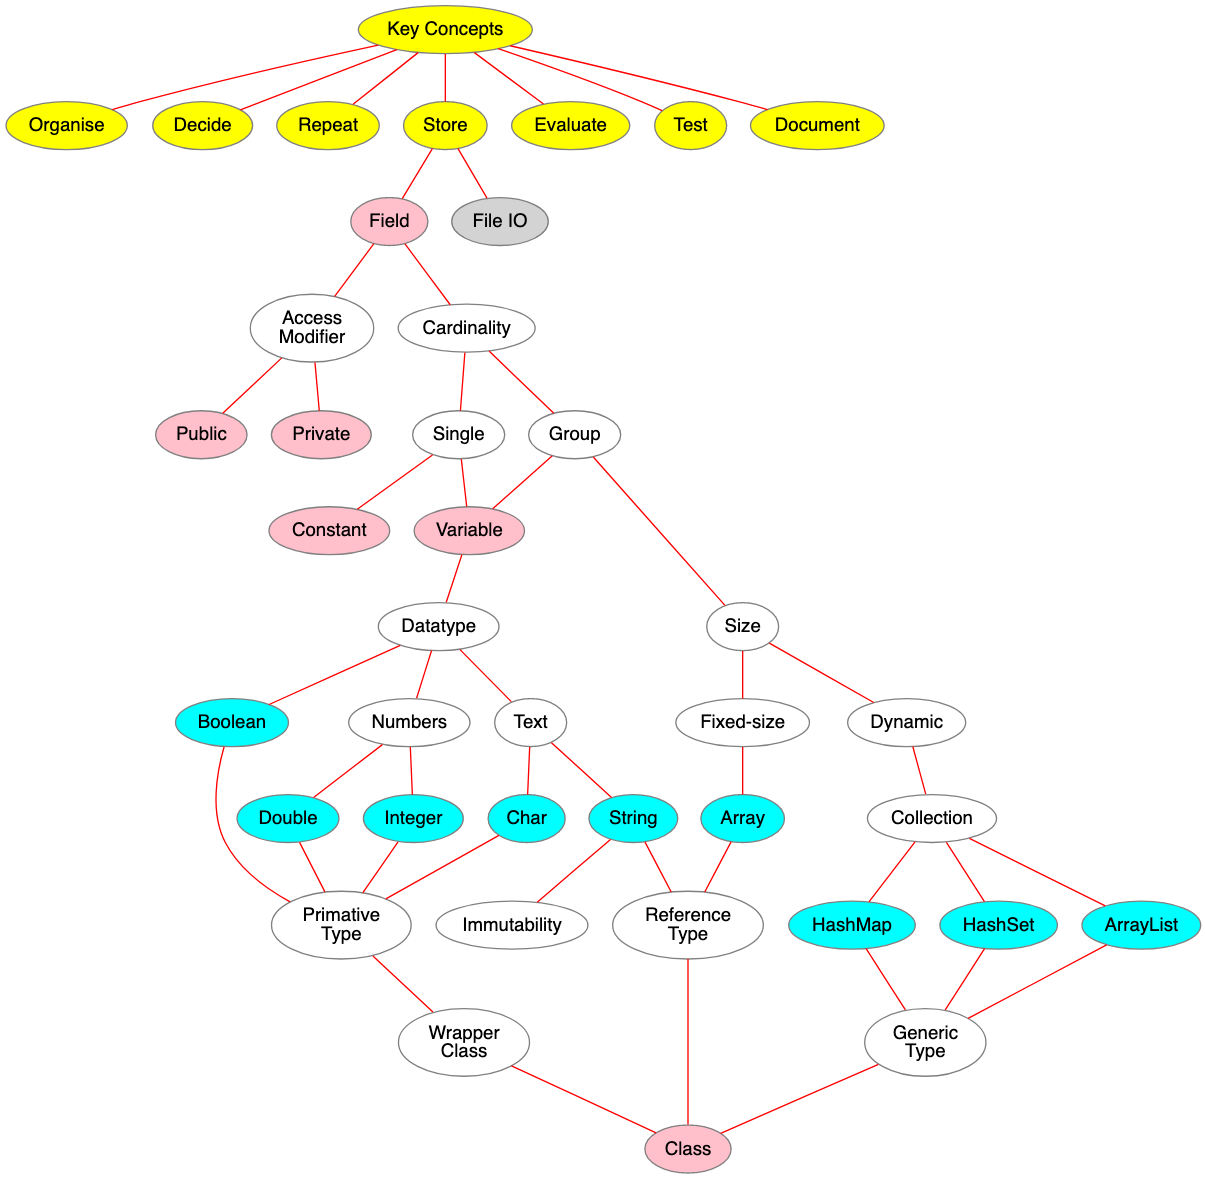 Key Concepts
Organise
Decide
Repeat
Store
Evaluate
Test
Document
Field
File IO
Access
Modifier
Cardinality
Public
Private
Single
Group
Constant
Variable
Datatype
Size
Boolean
Numbers
Text
Fixed-size
Dynamic
Double
Integer
Char
String
Array
Collection
Primative
Type
Immutability
Reference
Type
HashMap
HashSet
ArrayList
Wrapper
Class
Generic
Type
Class